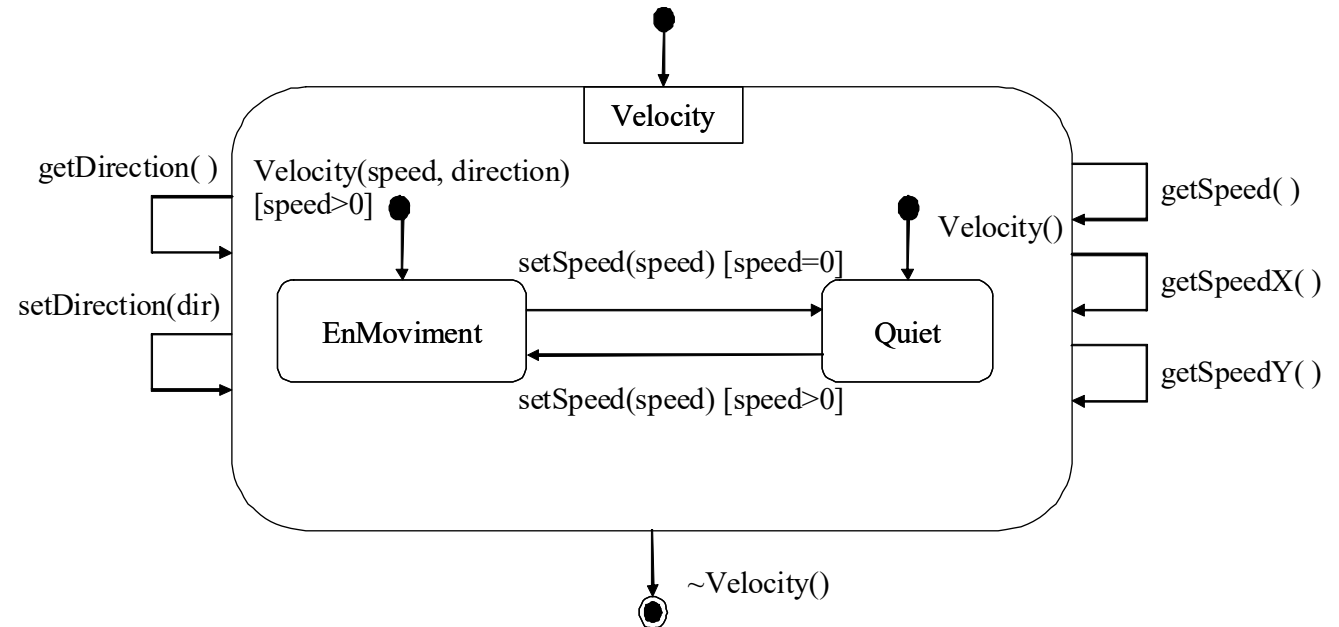 Velocity
getDirection( )
Velocity(speed, direction)
[speed>0]
getSpeed( )
Velocity()
setSpeed(speed) [speed=0]
getSpeedX( )
setDirection(dir)
EnMoviment
Quiet
getSpeedY( )
setSpeed(speed) [speed>0]
~Velocity()